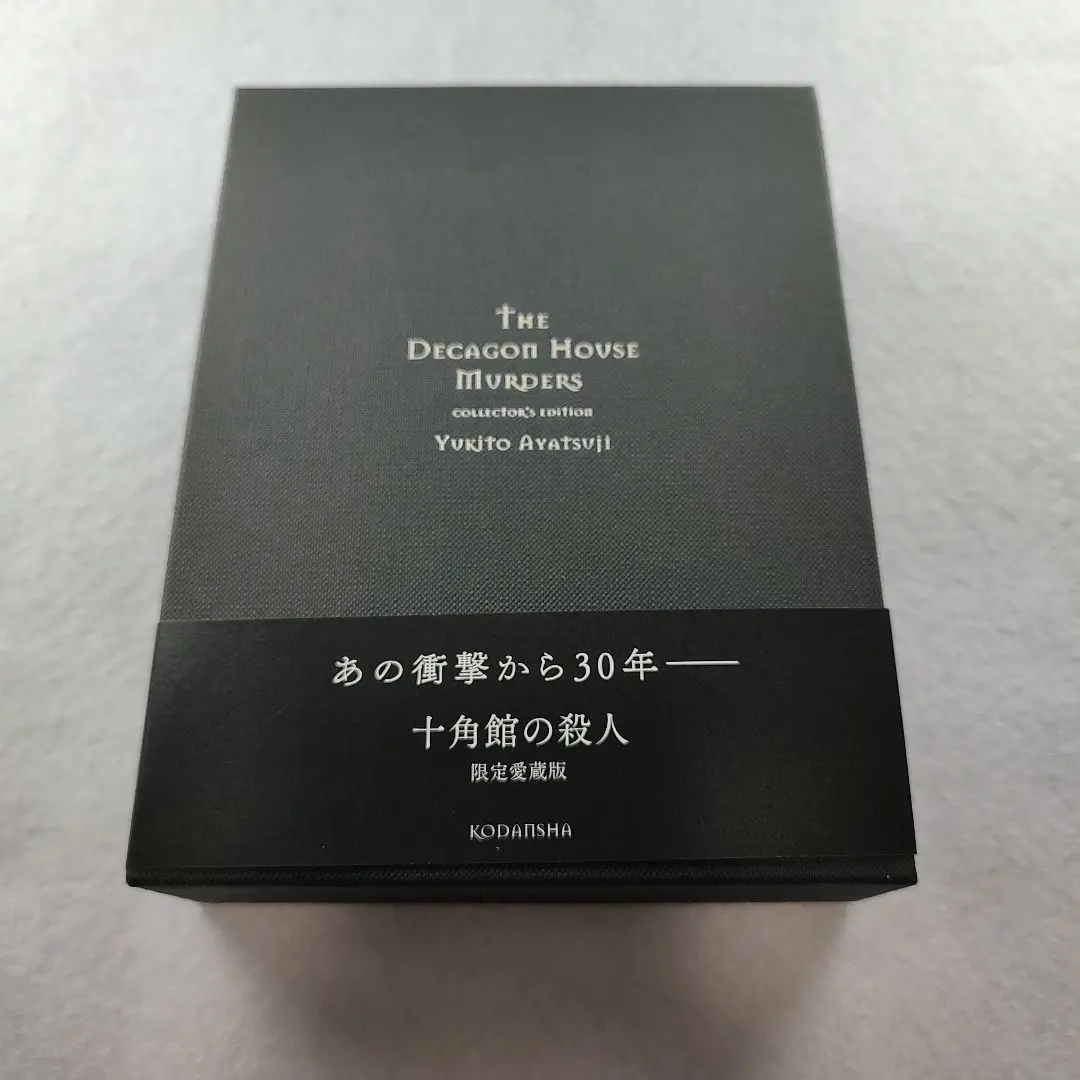 THE
DECAGON HOUSE
MURDERS
COLLECTOR'S EDITION
YUKITO AYATSUJI
あの衝撃から30年——
十角館の殺人
限定愛蔵版
KODANSHA